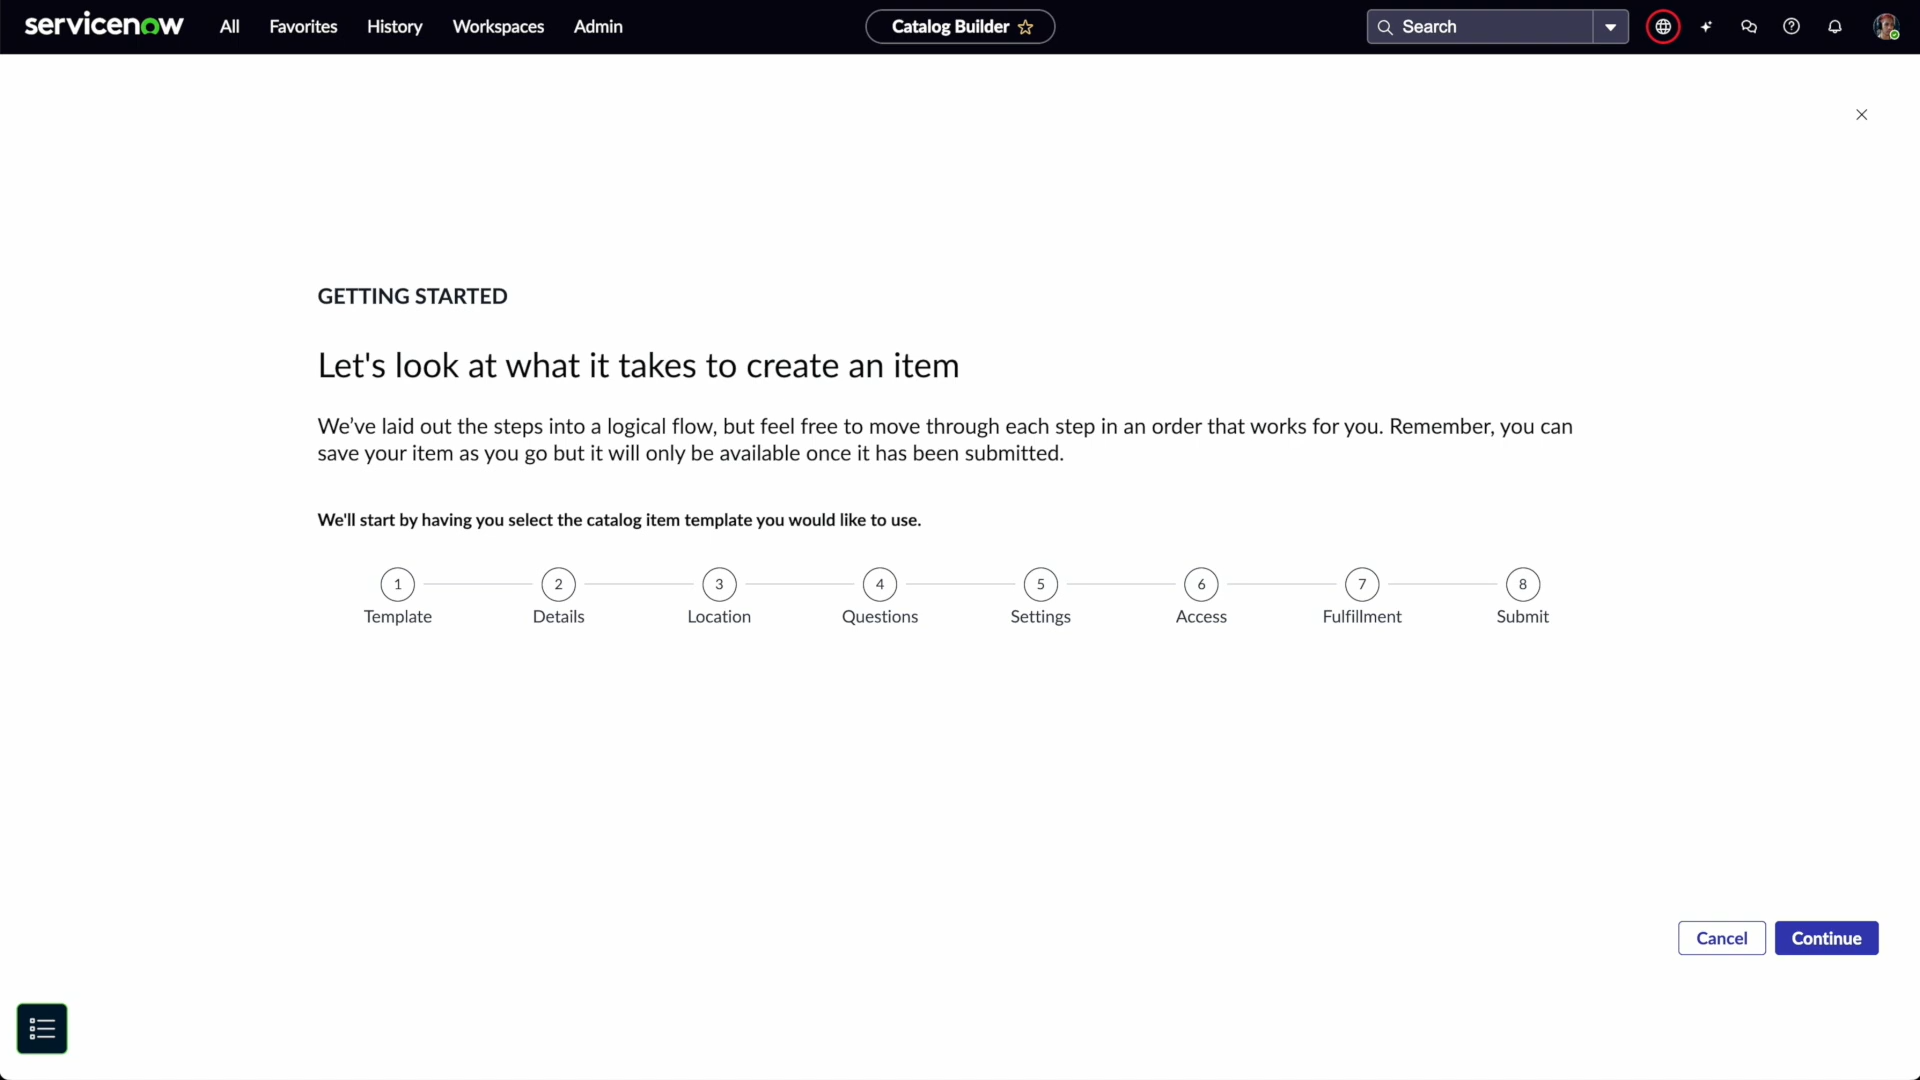 servicenow All Favorites History Workspaces Admin Catalog Builder Search
GETTING STARTED
Let's look at what it takes to create an item
We’ve laid out the steps into a logical flow, but feel free to move through each step in an order that works for you. Remember, you can
save your item as you go but it will only be available once it has been submitted.
We'll start by having you select the catalog item template you would like to use.
1 2 3 4 5 6 7 8
Template Details Location Questions Settings Access Fulfillment Submit
Cancel Continue